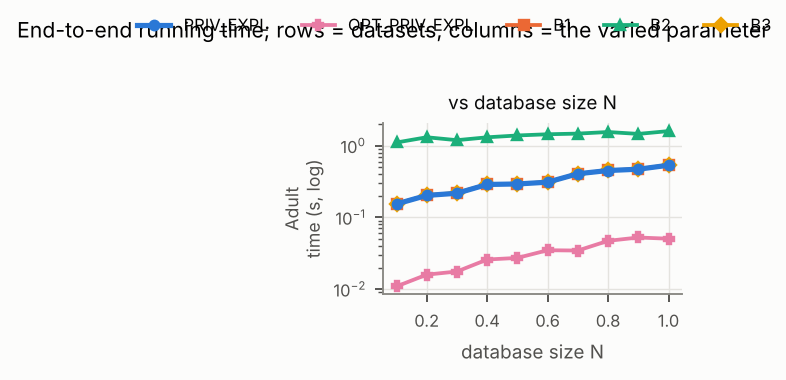 End-to-end running time; rows = datasets, columns = the varied parameter
PRIV_EXPL OPT_PRIV_EXPL B1 B2 B3
vs database size N
Adult
time (s, log)
10⁰
10⁻¹
10⁻²
0.2 0.4 0.6 0.8 1.0
database size N